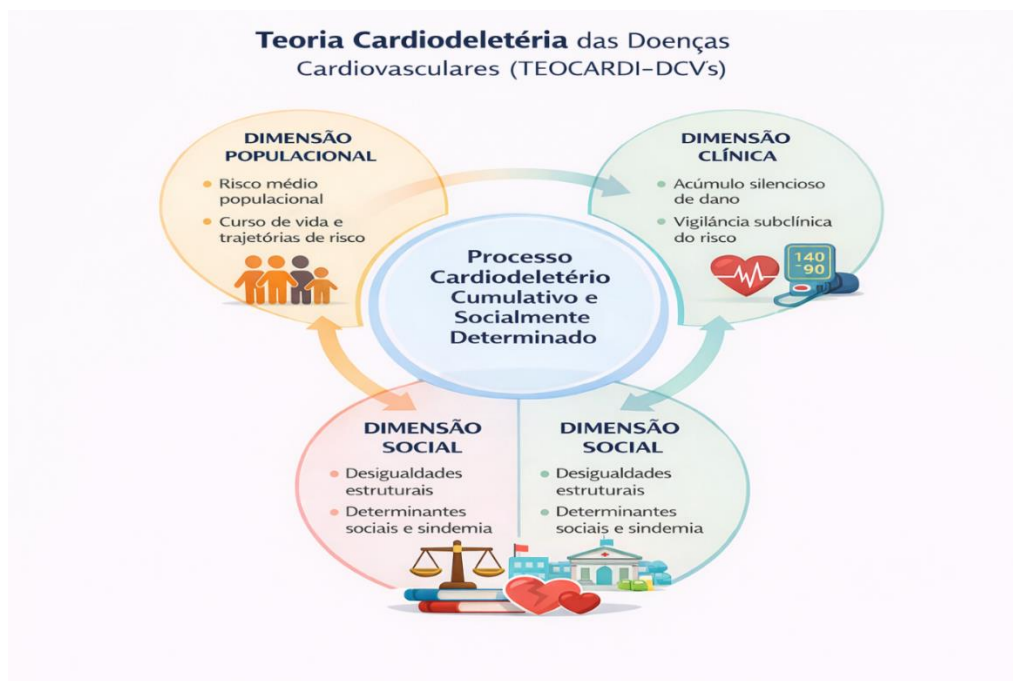 Teoria Cardiodeletéria das Doenças
Cardiovasculares (TEOCARDI-DCV's)
DIMENSÃO
POPULACIONAL
• Risco médio
populacional
• Curso de vida e
trajetórias de risco
DIMENSÃO
CLÍNICA
• Acúmulo silencioso
de dano
• Vigilância subclínica
do risco
140
90
Processo
Cardiodeletério
Cumulativo e
Socialmente
Determinado
DIMENSÃO
SOCIAL
• Desigualdades
estruturais
• Determinantes
sociais e sindemia
DIMENSÃO
SOCIAL
• Desigualdades
estruturais
• Determinantes
sociais e sindemia